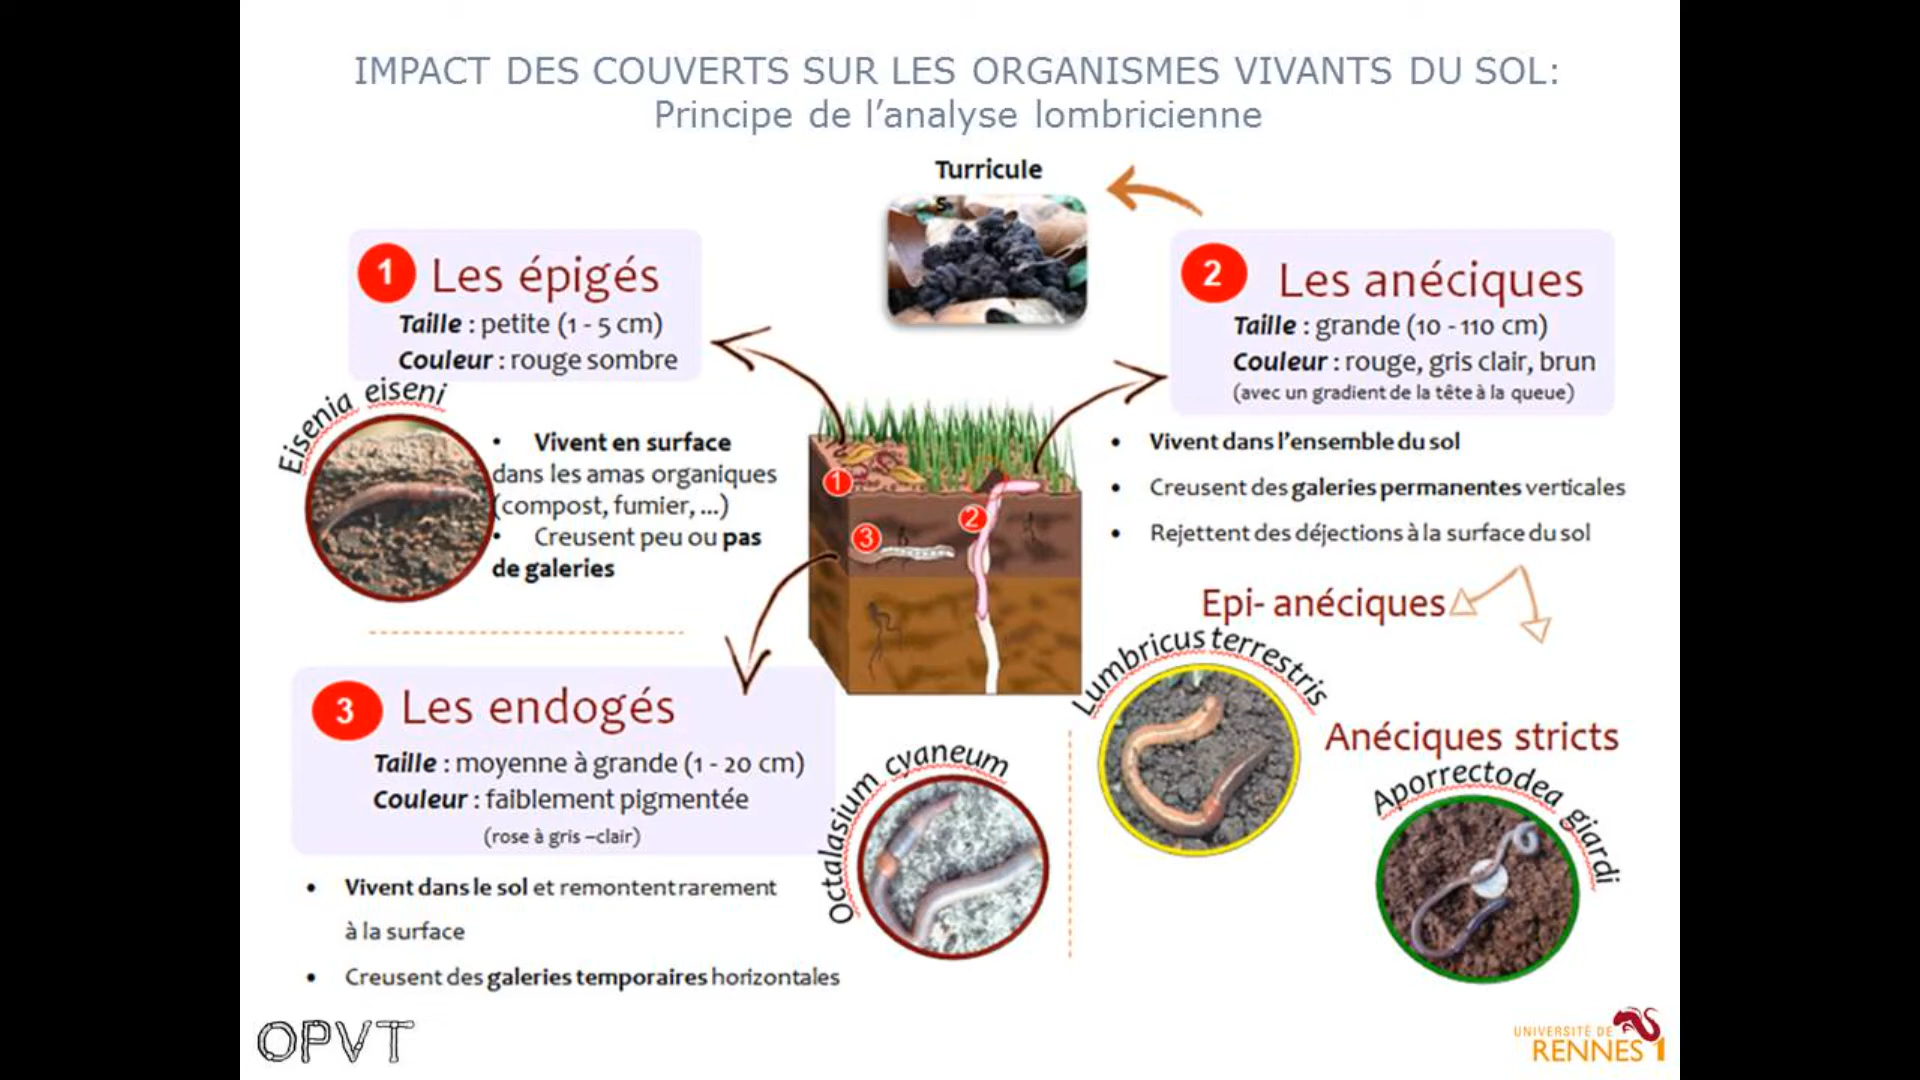 IMPACT DES COUVERTS SUR LES ORGANISMES VIVANTS DU SOL:
Principe de l'analyse lombricienne
Turricule
s
1 Les épigés
Taille : petite (1 - 5 cm)
Couleur : rouge sombre
Eisenia eiseni
• Vivent en surface
dans les amas organiques
(compost, fumier, ...)
• Creusent peu ou pas
de galeries
2 Les anéciques
Taille : grande (10 - 110 cm)
Couleur : rouge, gris clair, brun
(avec un gradient de la tête à la queue)
• Vivent dans l'ensemble du sol
• Creusent des galeries permanentes verticales
• Rejettent des déjections à la surface du sol
1
2
3
Epi- anéciques
Lumbricus terrestris
Anéciques stricts
Aporrectodea giardi
3 Les endogés
Taille : moyenne à grande (1 - 20 cm)
Couleur : faiblement pigmentée
(rose à gris –clair)
Octalasium cyaneum
• Vivent dans le sol et remontent rarement
à la surface
• Creusent des galeries temporaires horizontales
OPVT
UNIVERSITÉ DE
RENNES 1